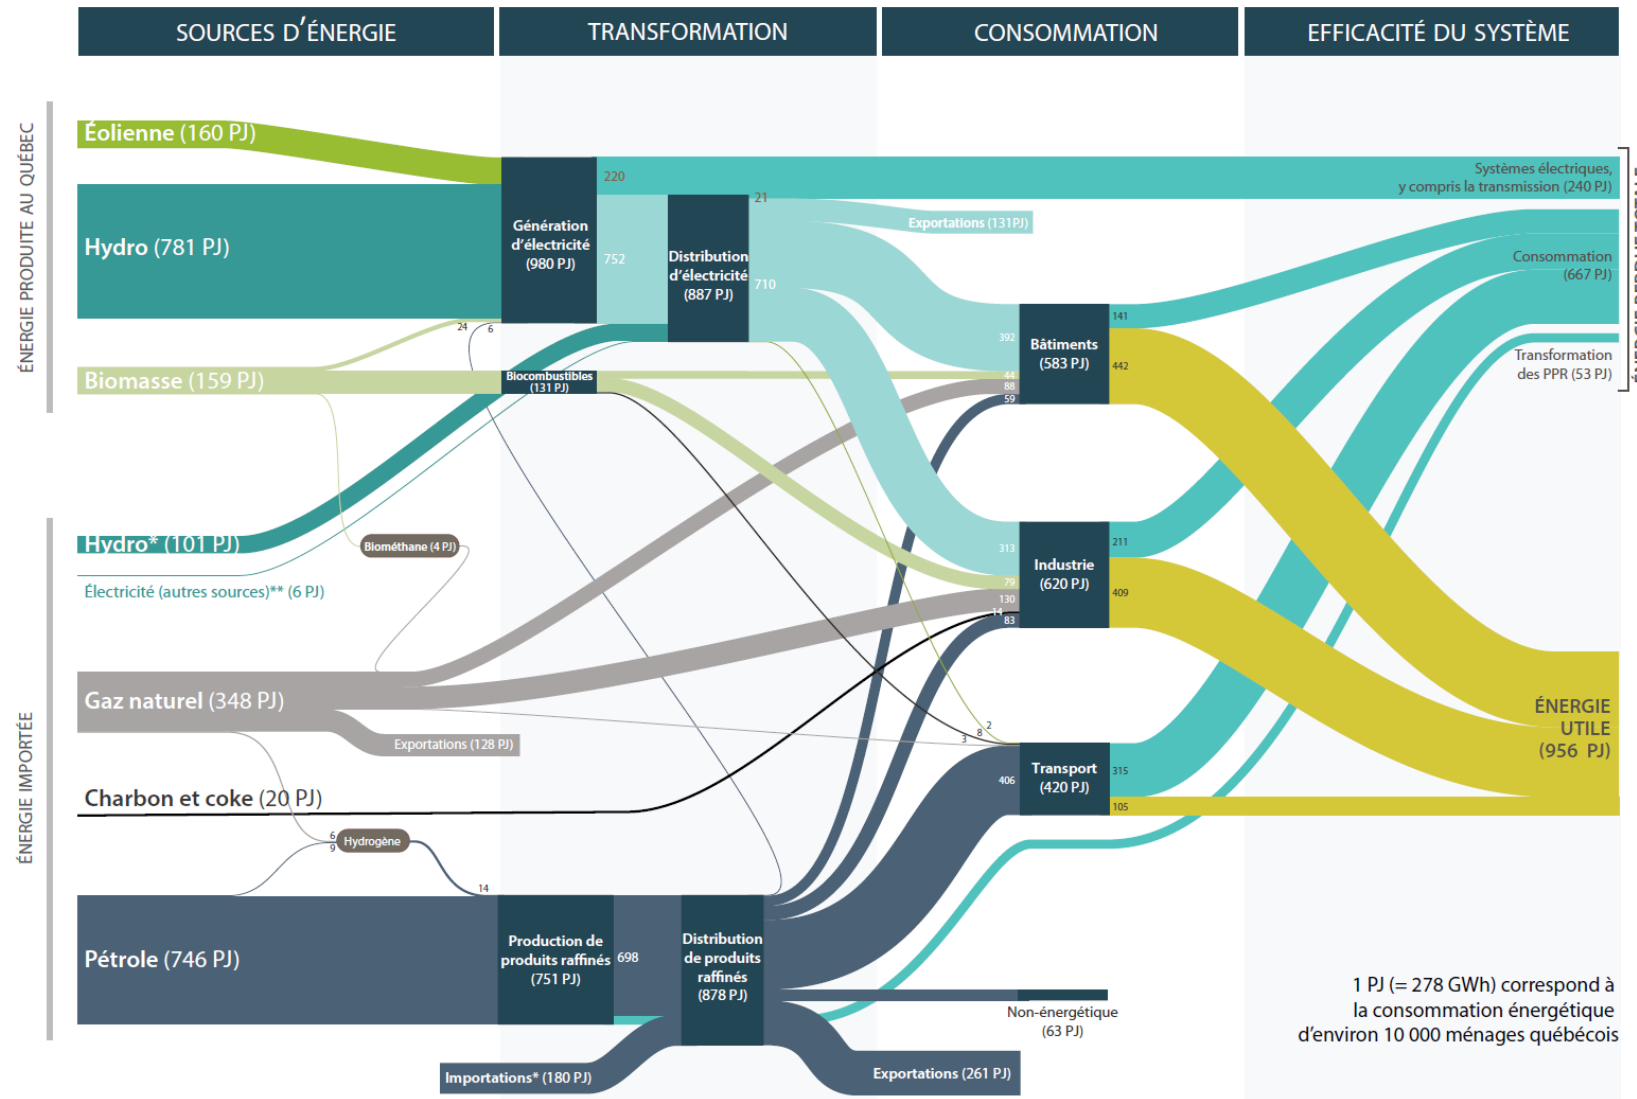 SOURCES D'ÉNERGIE
TRANSFORMATION
CONSOMMATION
EFFICACITÉ DU SYSTÈME
ÉNERGIE PRODUITE AU QUÉBEC
Éolienne (160 PJ)
Hydro (781 PJ)
Biomasse (159 PJ)
24
6
Génération
d'électricité
(980 PJ)
220
752
Distribution
d'électricité
(887 PJ)
21
710
Biocombustibles
(131 PJ)
Exportations (131PJ)
Systèmes électriques,
y compris la transmission (240 PJ)
Consommation
(667 PJ)
Transformation
des PPR (53 PJ)
392
44
88
59
Bâtiments
(583 PJ)
141
442
ÉNERGIE IMPORTÉE
Hydro* (101 PJ)
Électricité (autres sources)** (6 PJ)
Biométhane (4 PJ)
Gaz naturel (348 PJ)
Exportations (128 PJ)
Charbon et coke (20 PJ)
6
9
Hydrogène
14
Pétrole (746 PJ)
313
79
130
14
83
Industrie
(620 PJ)
211
409
2
8
3
406
Transport
(420 PJ)
315
105
ÉNERGIE
UTILE
(956 PJ)
Production de
produits raffinés
(751 PJ)
698
Distribution
de produits
raffinés
(878 PJ)
Non-énergétique
(63 PJ)
Importations* (180 PJ)
Exportations (261 PJ)
1 PJ (= 278 GWh) correspond à
la consommation énergétique
d'environ 10 000 ménages québécois